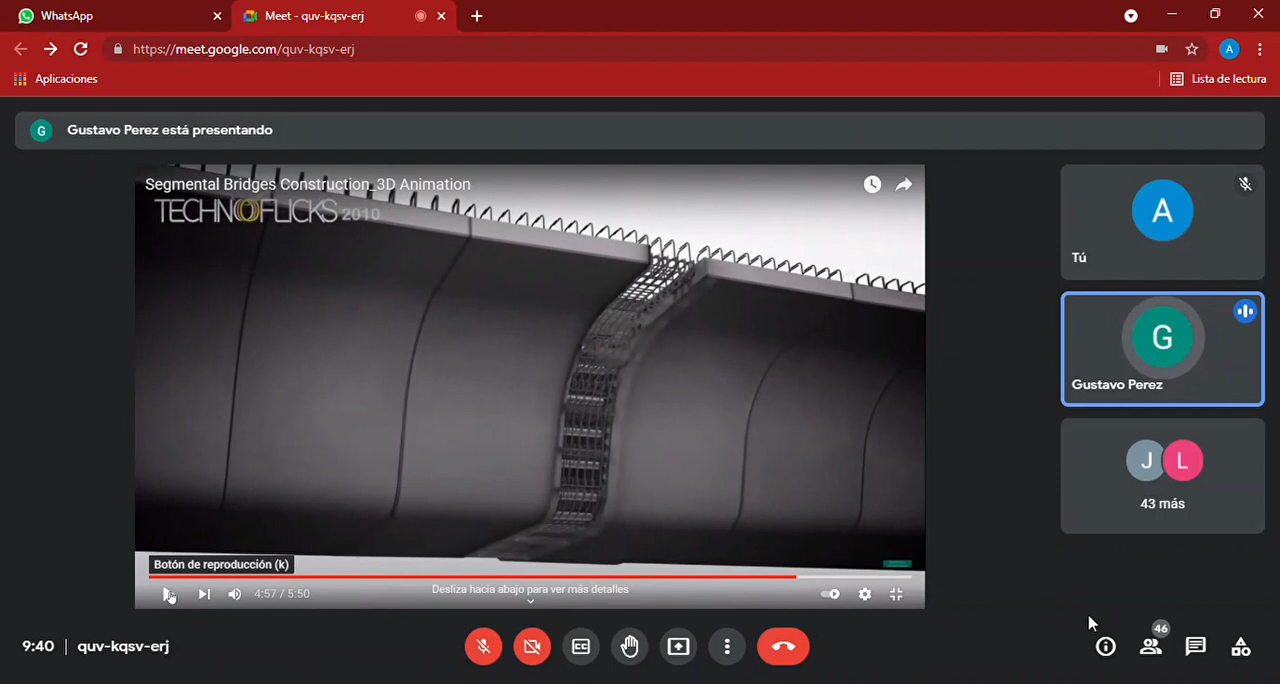 WhatsApp
Meet - quv-kqsv-erj
https://meet.google.com/quv-kqsv-erj
A
Aplicaciones
Lista de lectura
G
Gustavo Perez está presentando
Segmental Bridges Construction_3D Animation
TECHNOFLICKS 2010
A
Tú
G
Gustavo Perez
J L
43 más
Botón de reproducción (k)
4:57 / 5:50
Desliza hacia abajo para ver más detalles
9:40 | quv-kqsv-erj
CC
46